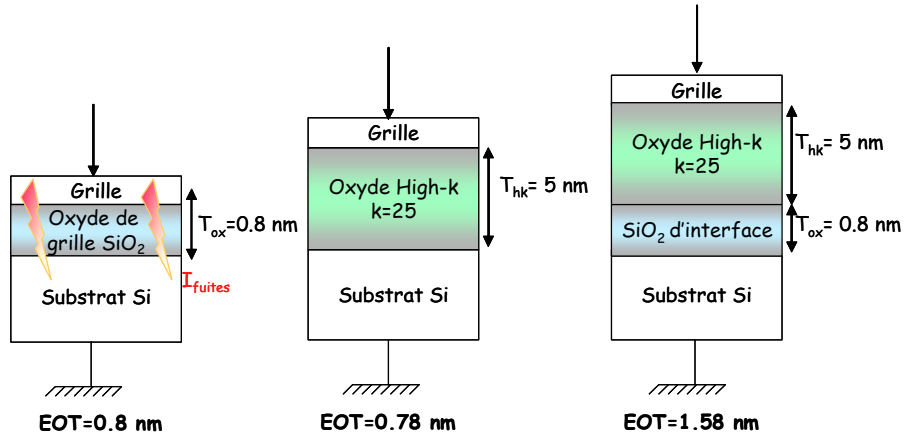 Grille
Oxyde de
grille SiO₂
Tox=0.8 nm
Ifuites
Substrat Si
EOT=0.8 nm
Grille
Oxyde High-k
k=25
Thk= 5 nm
Substrat Si
EOT=0.78 nm
Grille
Oxyde High-k
k=25
Thk= 5 nm
SiO₂ d'interface
Tox= 0.8 nm
Substrat Si
EOT=1.58 nm